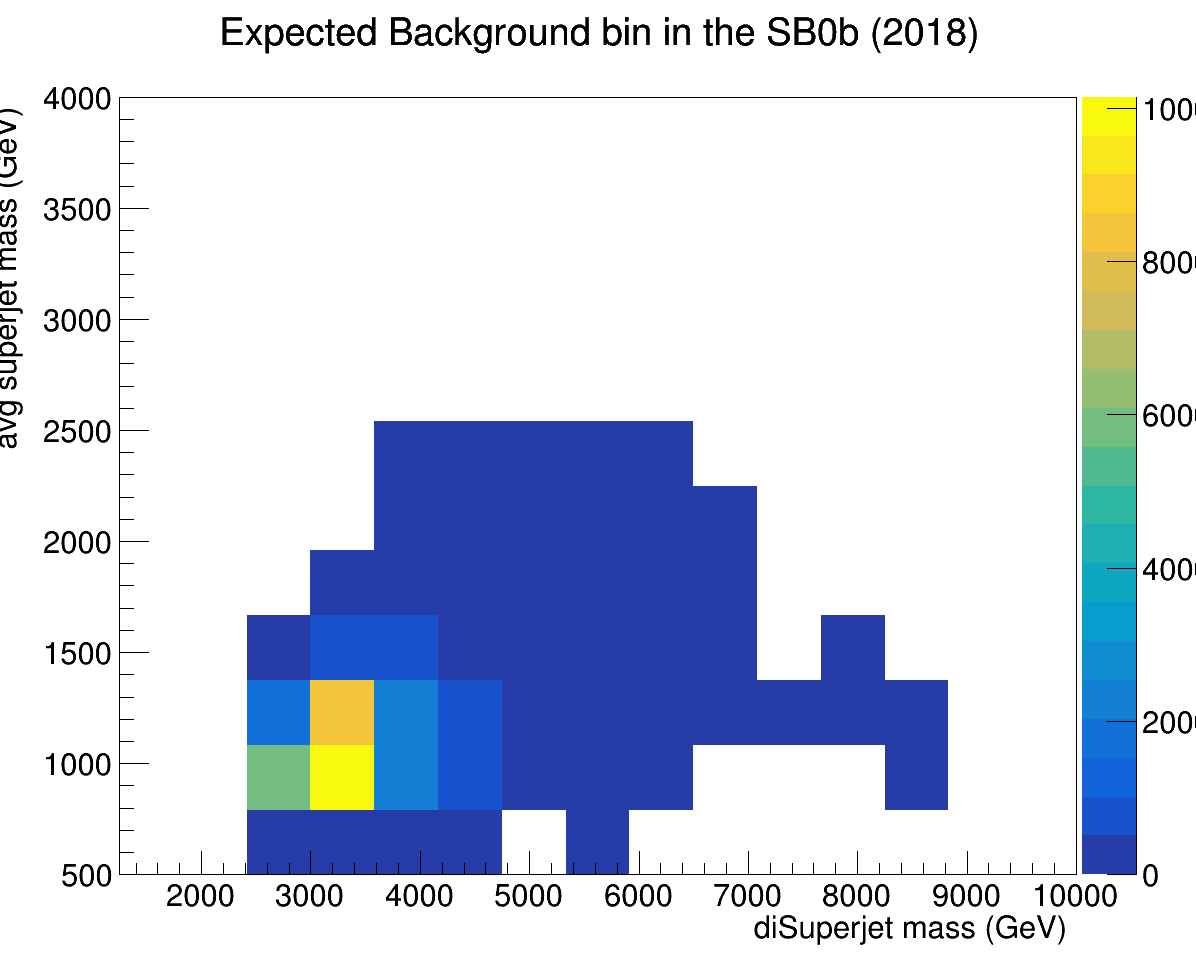 Expected Background bin in the SB0b (2018)
avg superjet mass (GeV)
4000
3500
3000
2500
2000
1500
1000
500
2000 3000 4000 5000 6000 7000 8000 9000 10000
diSuperjet mass (GeV)
0